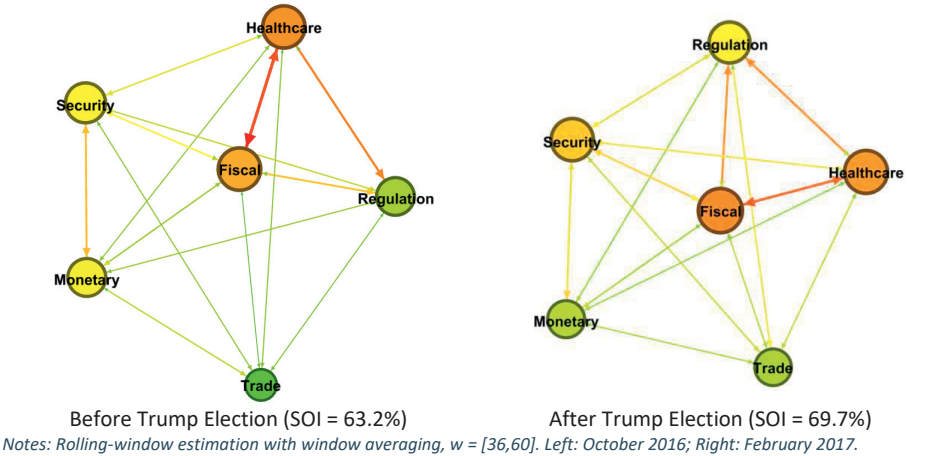 Healthcare
Security
Fiscal
Regulation
Monetary
Trade
Before Trump Election (SOI = 63.2%)
Regulation
Security
Healthcare
Fiscal
Monetary
Trade
After Trump Election (SOI = 69.7%)
Notes: Rolling-window estimation with window averaging, w = [36,60]. Left: October 2016; Right: February 2017.